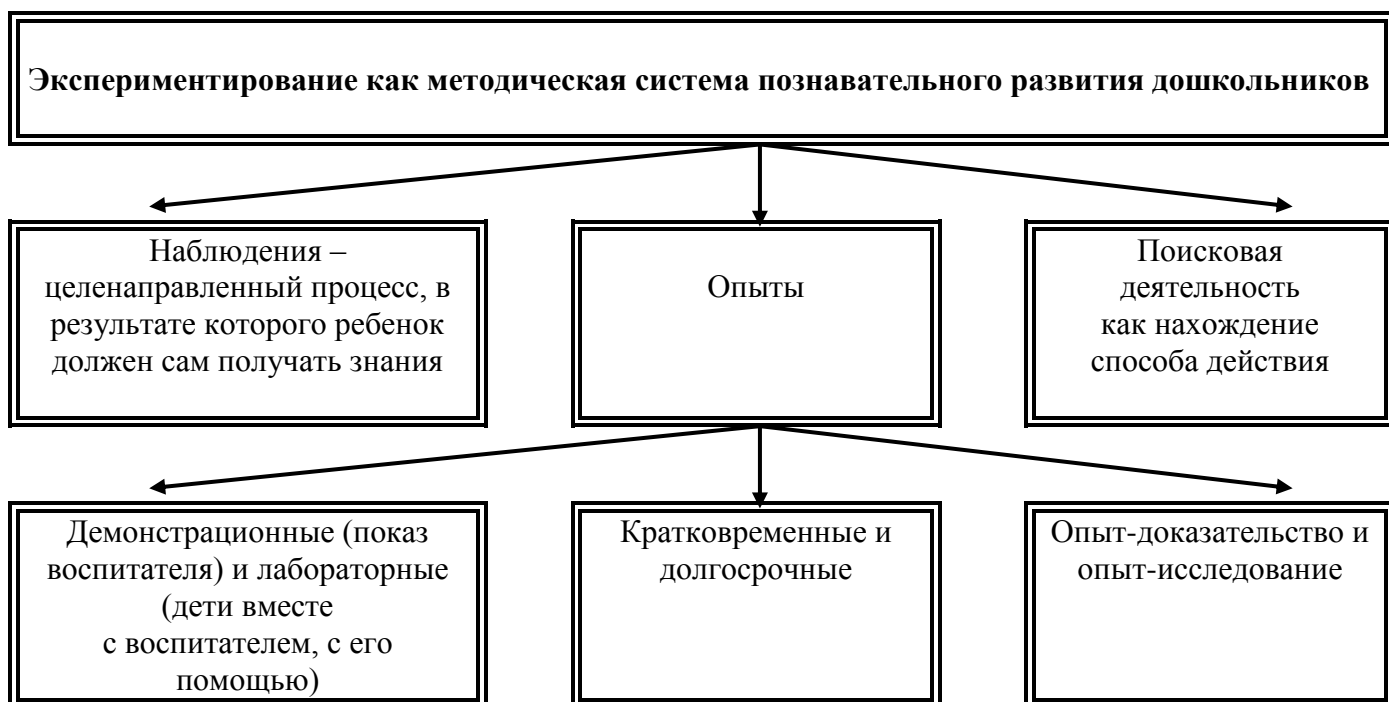 Экспериментирование как методическая система познавательного развития дошкольников
Наблюдения –
целенаправленный процесс, в
результате которого ребенок
должен сам получать знания
Опыты
Поисковая
деятельность
как нахождение
способа действия
Демонстрационные (показ
воспитателя) и лабораторные
(дети вместе
с воспитателем, с его
помощью)
Кратковременные и
долгосрочные
Опыт-доказательство и
опыт-исследование